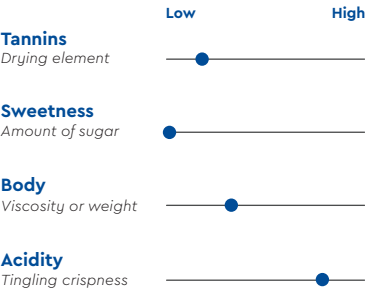 Low High
Tannins
Drying element
Sweetness
Amount of sugar
Body
Viscosity or weight
Acidity
Tingling crispness